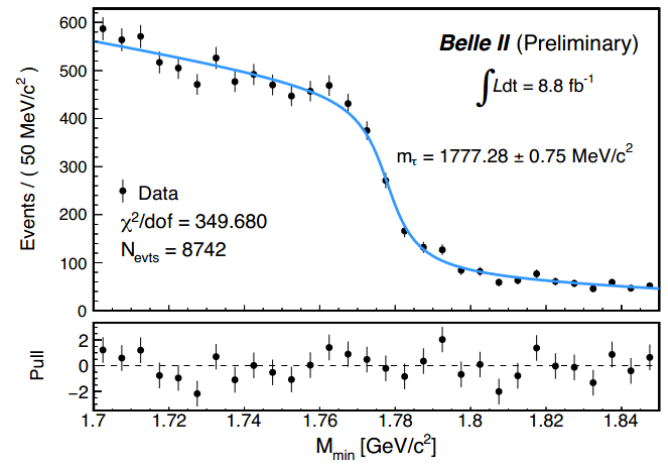 Belle II (Preliminary)
∫Ldt = 8.8 fb⁻¹
m_τ = 1777.28 ± 0.75 MeV/c²
Data
χ²/dof = 349.680
N_evts = 8742
Events / ( 50 MeV/c² )
600
500
400
300
200
100
0
Pull
2
0
−2
1.7 1.72 1.74 1.76 1.78 1.8 1.82 1.84
M_min [GeV/c²]